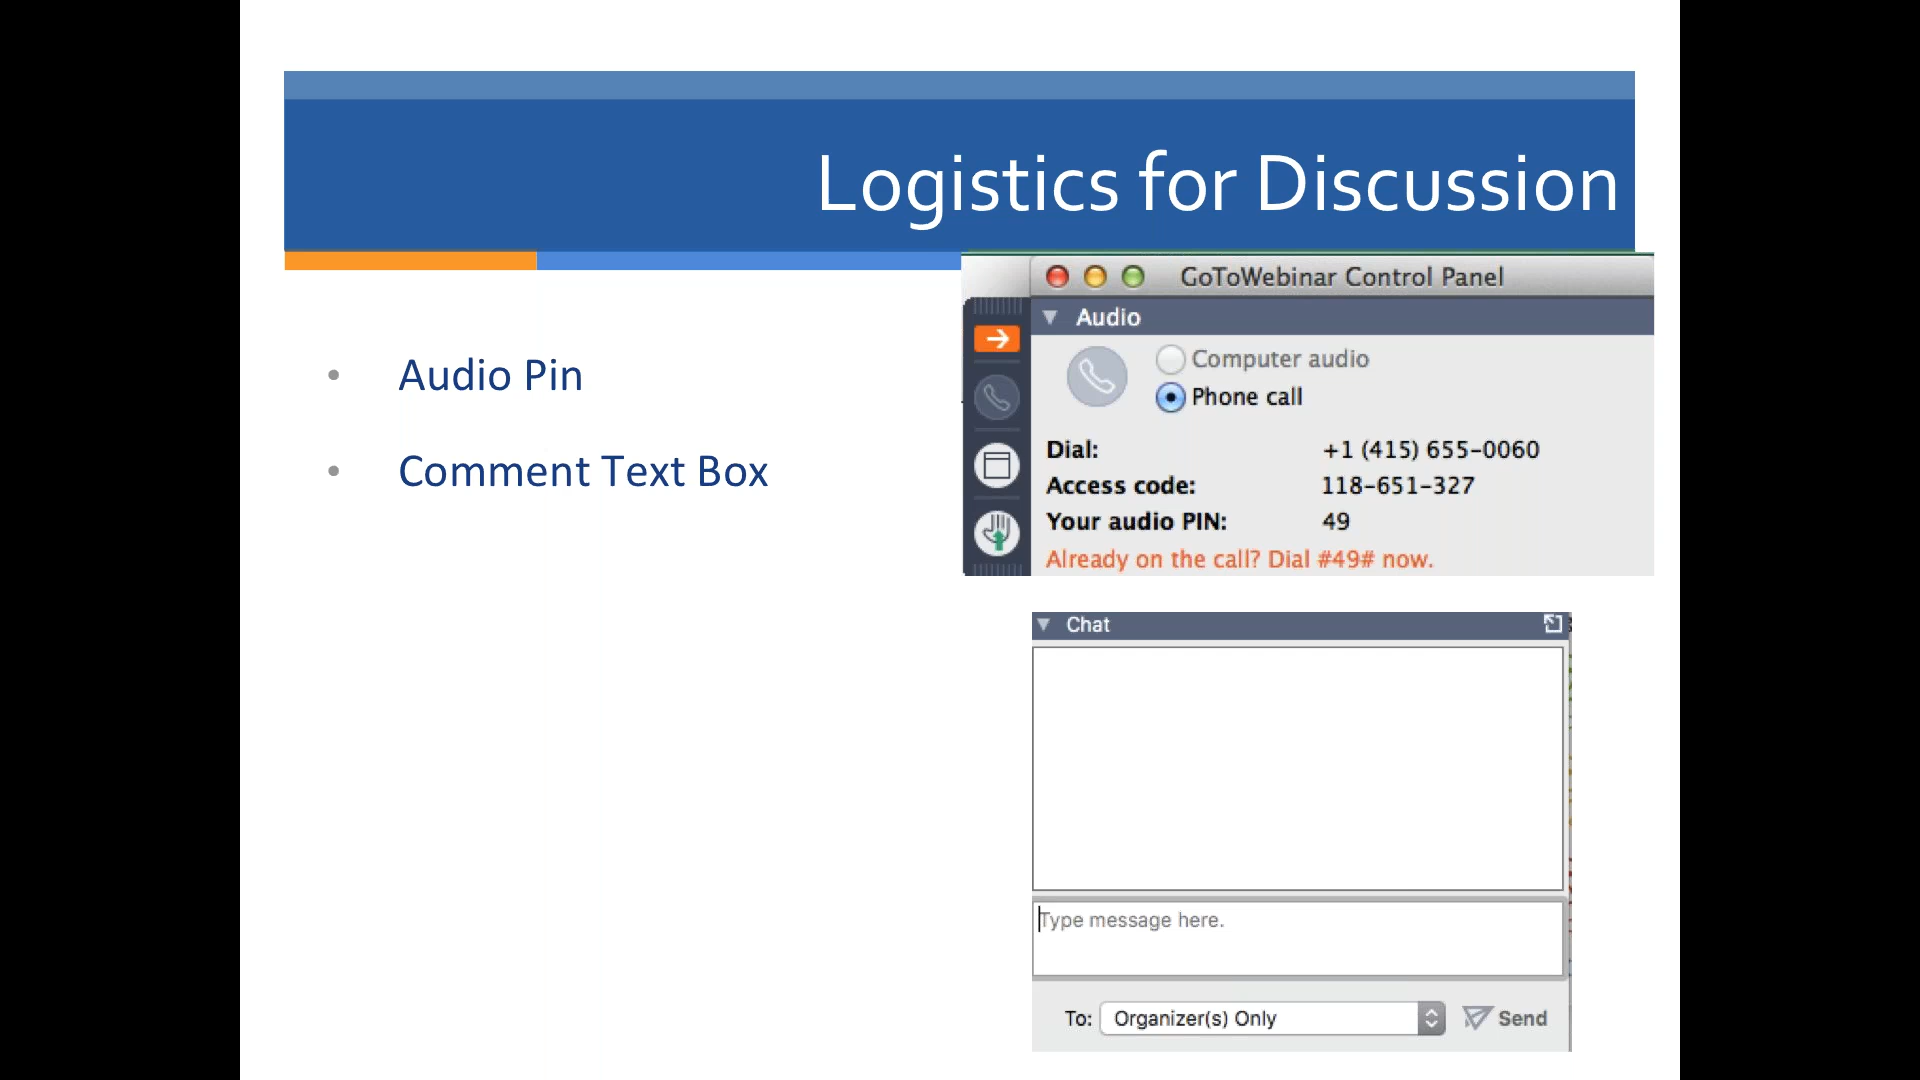 Logistics for Discussion
• Audio Pin
• Comment Text Box
GoToWebinar Control Panel
Audio
Computer audio
Phone call
Dial: +1 (415) 655-0060
Access code: 118-651-327
Your audio PIN: 49
Already on the call? Dial #49# now.
Chat
Type message here.
To: Organizer(s) Only Send